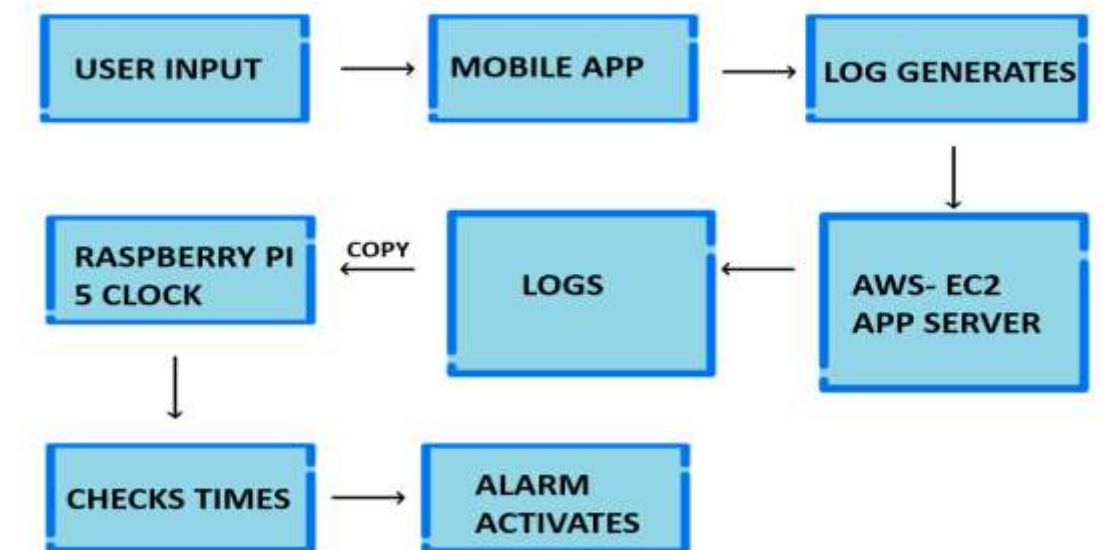 USER INPUT
MOBILE APP
LOG GENERATES
RASPBERRY PI
5 CLOCK
COPY
LOGS
AWS- EC2
APP SERVER
CHECKS TIMES
ALARM
ACTIVATES